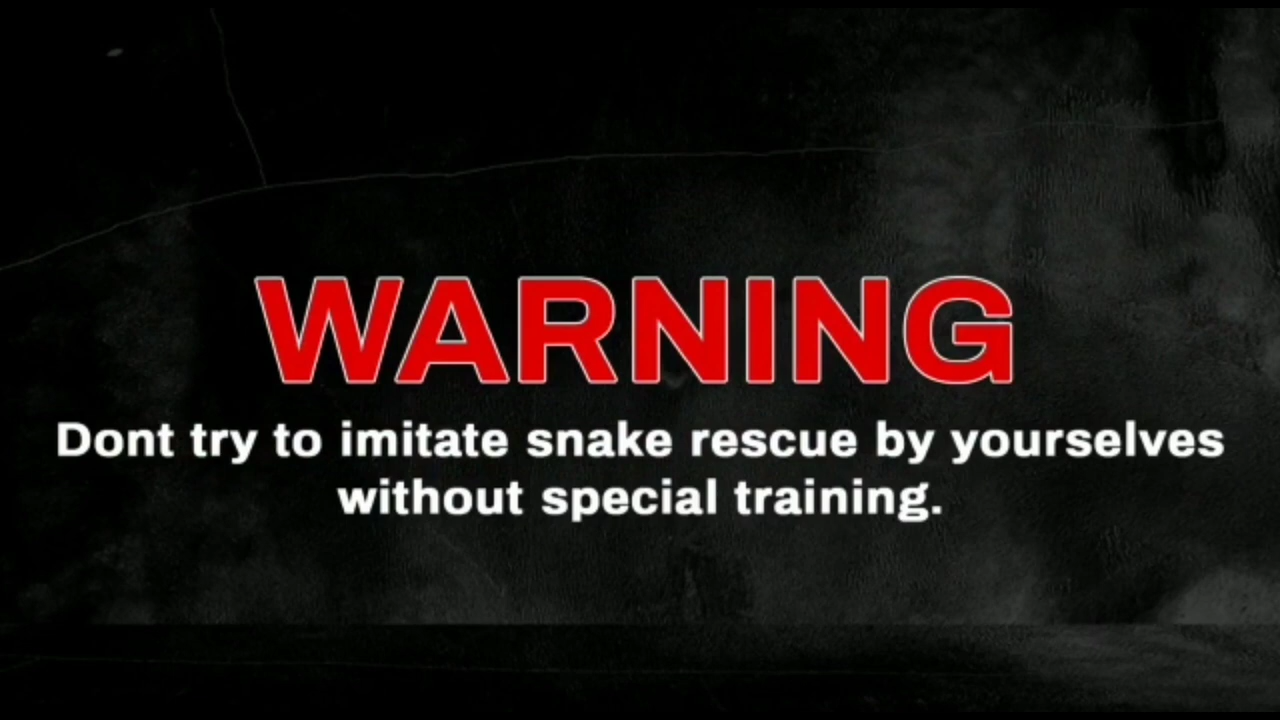 WARNING
Dont try to imitate snake rescue by yourselves
without special training.